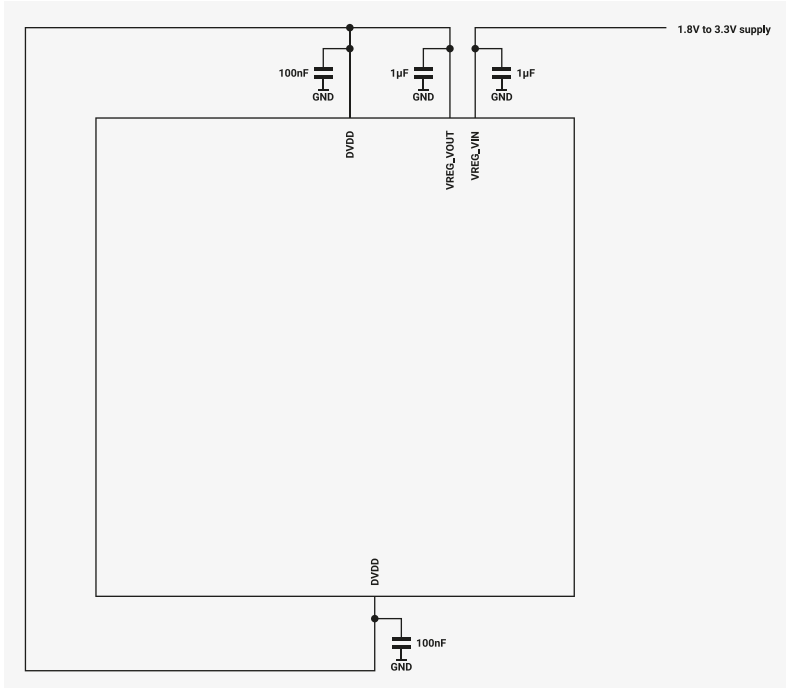 1.8V to 3.3V supply
100nF
1µF
1µF
GND
GND
GND
DVDD
VREG_VOUT
VREG_VIN
DVDD
100nF
GND